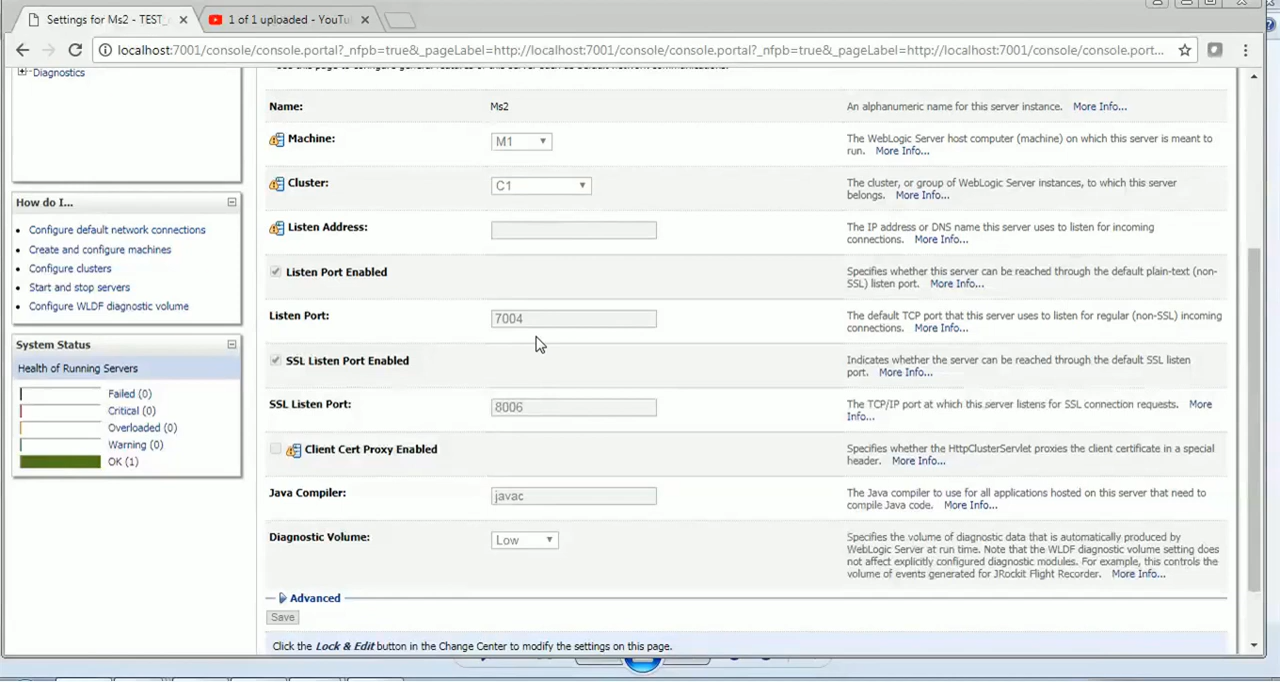 Settings for Ms2 - TEST_
1 of 1 uploaded - YouTu
localhost:7001/console/console.portal?_nfpb=true&_pageLabel=http://localhost:7001/console/console.portal?_nfpb=true&_pageLabel=http://localhost:7001/console/console.port...
Diagnostics
How do I...
Configure default network connections
Create and configure machines
Configure clusters
Start and stop servers
Configure WLDF diagnostic volume
System Status
Health of Running Servers
Failed (0)
Critical (0)
Overloaded (0)
Warning (0)
OK (1)
Name:
Ms2
An alphanumeric name for this server instance. More Info...
Machine:
M1
The WebLogic Server host computer (machine) on which this server is meant to
run. More Info...
Cluster:
C1
The cluster, or group of WebLogic Server instances, to which this server
belongs. More Info...
Listen Address:
The IP address or DNS name this server uses to listen for incoming
connections. More Info...
Listen Port Enabled
Specifies whether this server can be reached through the default plain-text (non-
SSL) listen port. More Info...
Listen Port:
7004
The default TCP port that this server uses to listen for regular (non-SSL) incoming
connections. More Info...
SSL Listen Port Enabled
Indicates whether the server can be reached through the default SSL listen
port. More Info...
SSL Listen Port:
8006
The TCP/IP port at which this server listens for SSL connection requests. More
Info...
Client Cert Proxy Enabled
Specifies whether the HttpClusterServlet proxies the client certificate in a special
header. More Info...
Java Compiler:
javac
The Java compiler to use for all applications hosted on this server that need to
compile Java code. More Info...
Diagnostic Volume:
Low
Specifies the volume of diagnostic data that is automatically produced by
WebLogic Server at run time. Note that the WLDF diagnostic volume setting does
not affect explicitly configured diagnostic modules. For example, this controls the
volume of events generated for JRockit Flight Recorder. More Info...
Advanced
Save
Click the Lock & Edit button in the Change Center to modify the settings on this page.